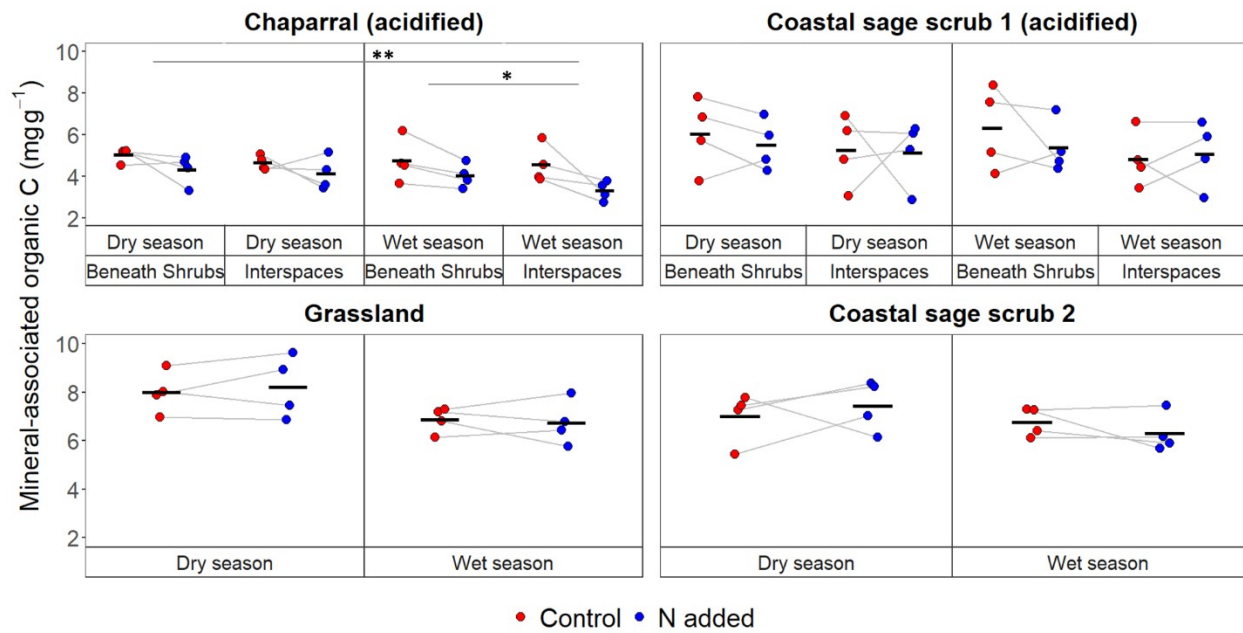 Chaparral (acidified)
Coastal sage scrub 1 (acidified)
Mineral-associated organic C (mgg⁻¹)
10
8
6
4
2
**
*
Dry season Dry season Wet season Wet season
Beneath Shrubs Interspaces Beneath Shrubs Interspaces
Dry season Dry season Wet season Wet season
Beneath Shrubs Interspaces Beneath Shrubs Interspaces
Grassland
Coastal sage scrub 2
10
8
6
4
2
Dry season Wet season
Dry season Wet season
Control N added